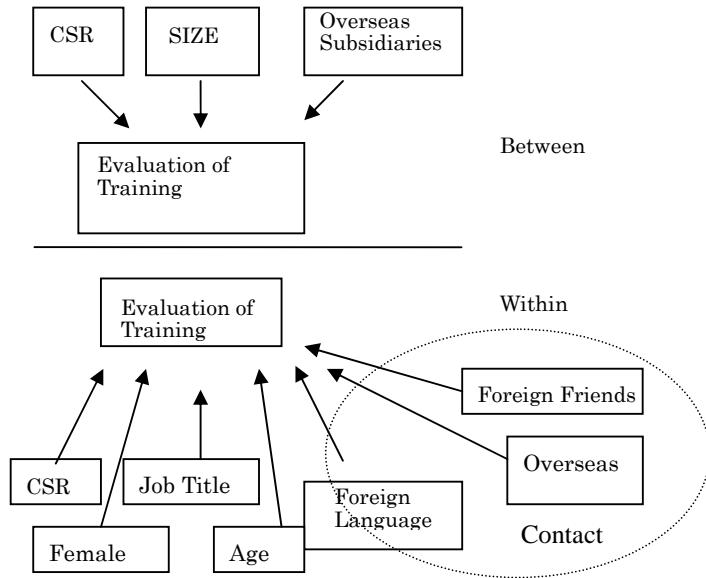 CSR
SIZE
Overseas
Subsidiaries
Evaluation of
Training
Between
Evaluation of
Training
Within
Foreign Friends
Overseas
CSR
Job Title
Foreign
Language
Contact
Female
Age